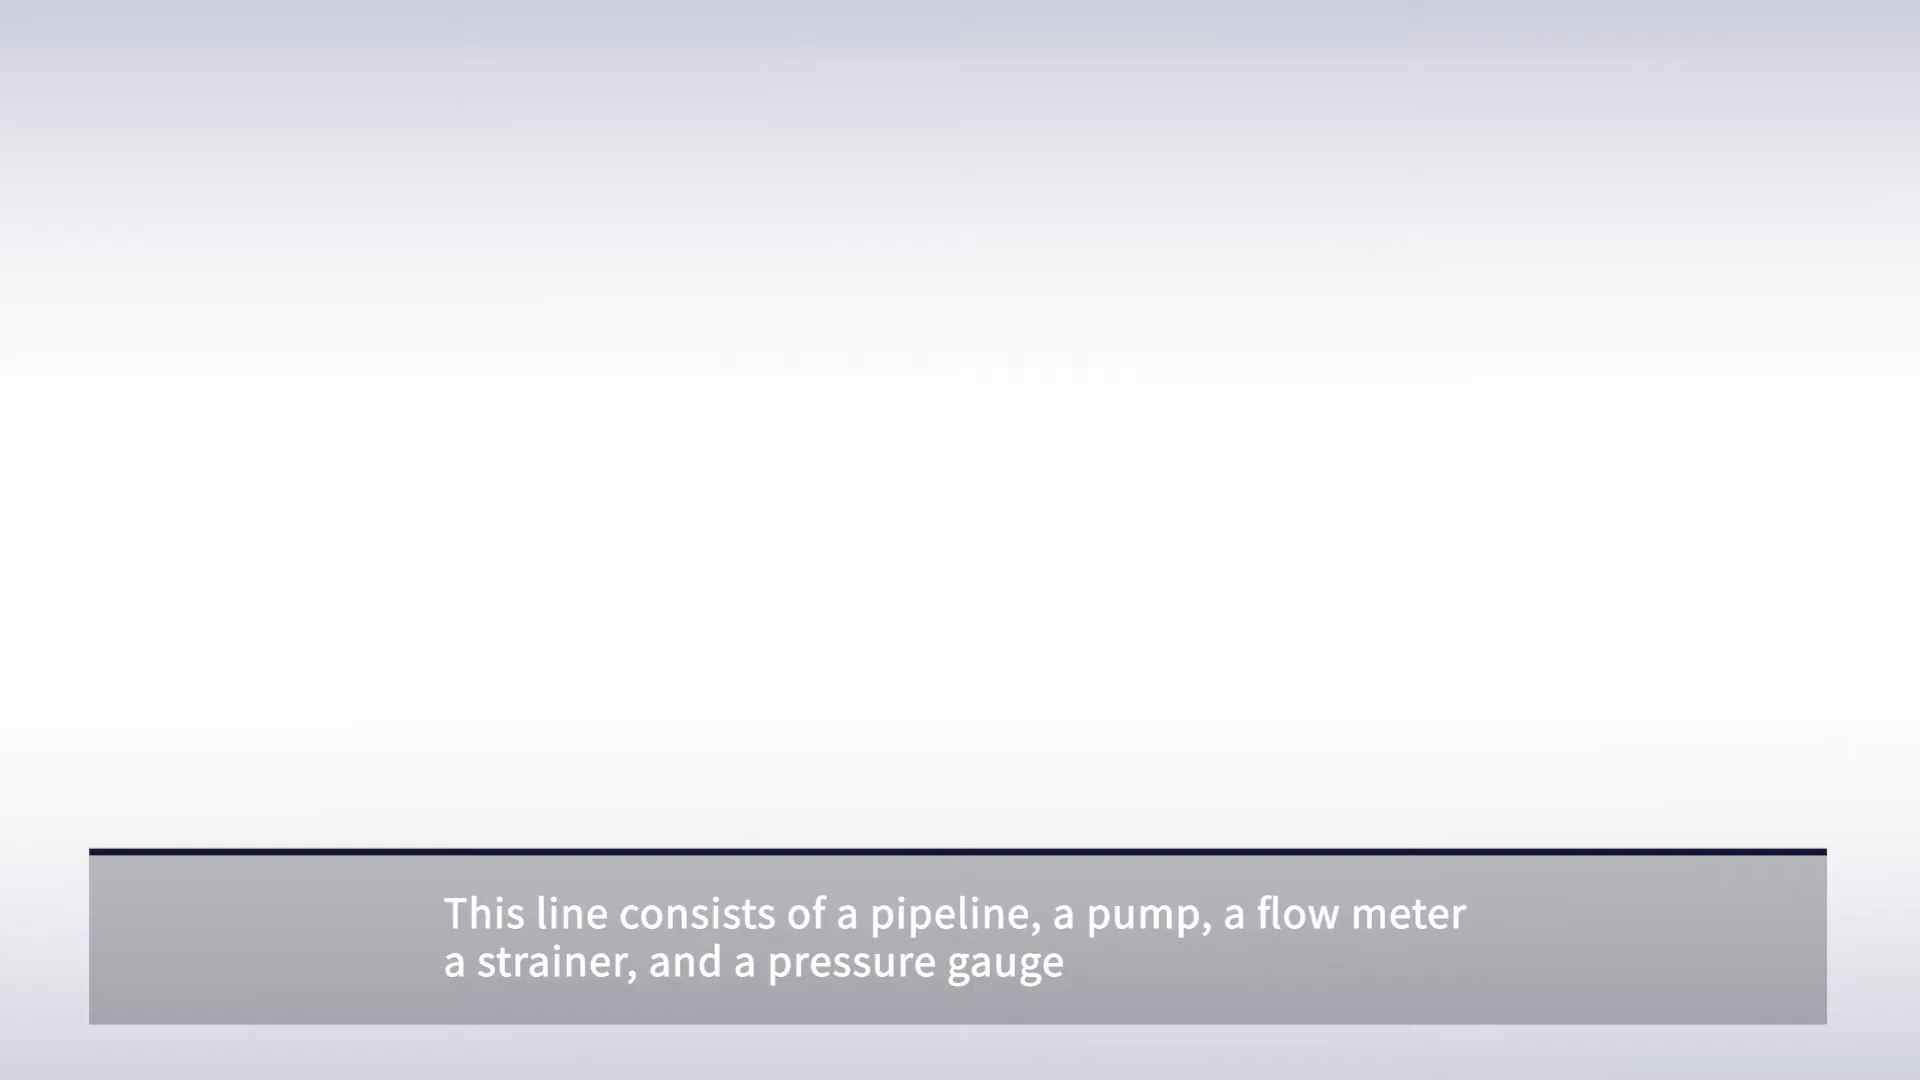 This line consists of a pipeline, a pump, a flow meter
a strainer, and a pressure gauge